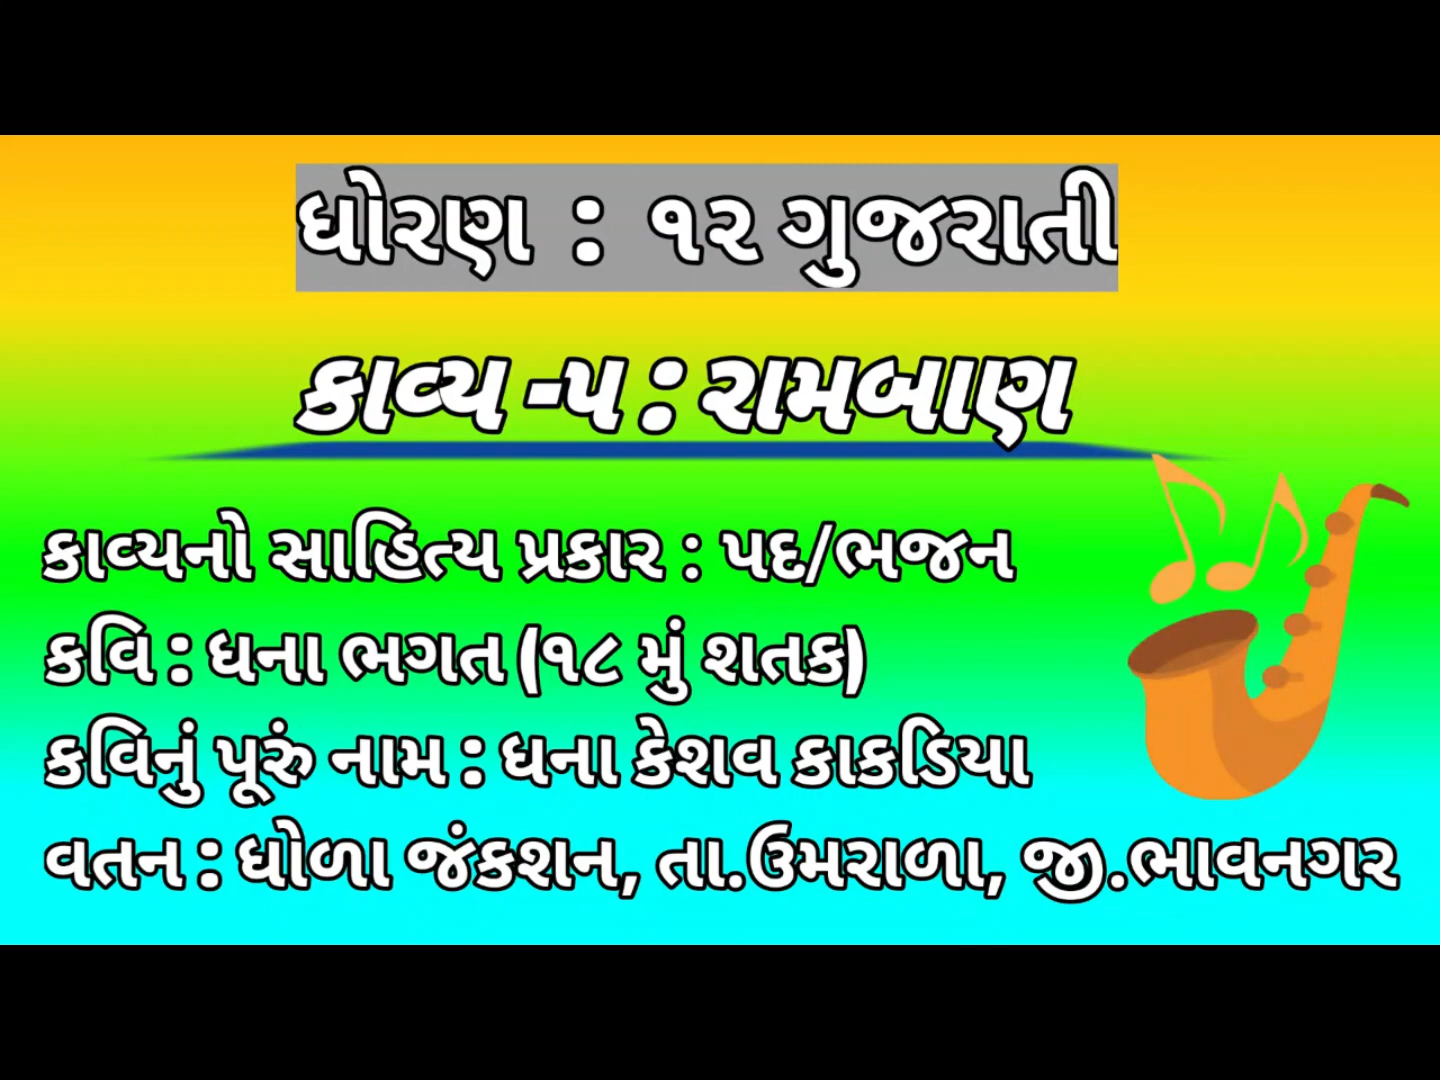 ધોરણ : ૧૨ ગુજરાતી
કાવ્ય -૫ : રામબાણ
કાવ્યનો સાહિત્ય પ્રકાર : પદ/ભજન
કવિ : ધના ભગત (૧૮ મું શતક)
કવિનું પૂરું નામ : ધના કેશવ કાકડિયા
વતન : ધોળા જંકશન, તા.ઉમરાળા, જી.ભાવનગર